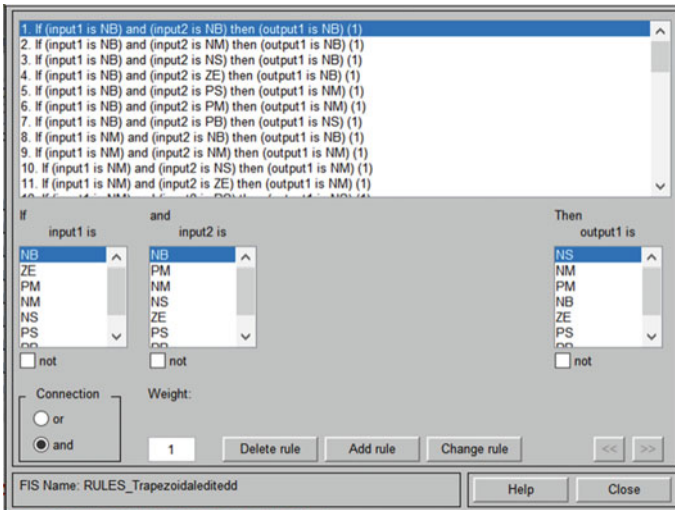 1. If (input1 is NB) and (input2 is NB) then (output1 is NB) (1)
2. If (input1 is NB) and (input2 is NM) then (output1 is NB) (1)
3. If (input1 is NB) and (input2 is NS) then (output1 is NB) (1)
4. If (input1 is NB) and (input2 is ZE) then (output1 is NB) (1)
5. If (input1 is NB) and (input2 is PS) then (output1 is NM) (1)
6. If (input1 is NB) and (input2 is PM) then (output1 is NM) (1)
7. If (input1 is NB) and (input2 is PB) then (output1 is NS) (1)
8. If (input1 is NM) and (input2 is NB) then (output1 is NB) (1)
9. If (input1 is NM) and (input2 is NM) then (output1 is NM) (1)
10. If (input1 is NM) and (input2 is NS) then (output1 is NM) (1)
11. If (input1 is NM) and (input2 is ZE) then (output1 is NM) (1)
If and Then
input1 is input2 is output1 is
NB NB NS
ZE PM NM
PM NM PM
NM NS NB
NS ZE ZE
PS PS PS
not not not
Connection Weight:
or
and 1 Delete rule Add rule Change rule << >>
FIS Name: RULES_Trapezoidaleditedd Help Close